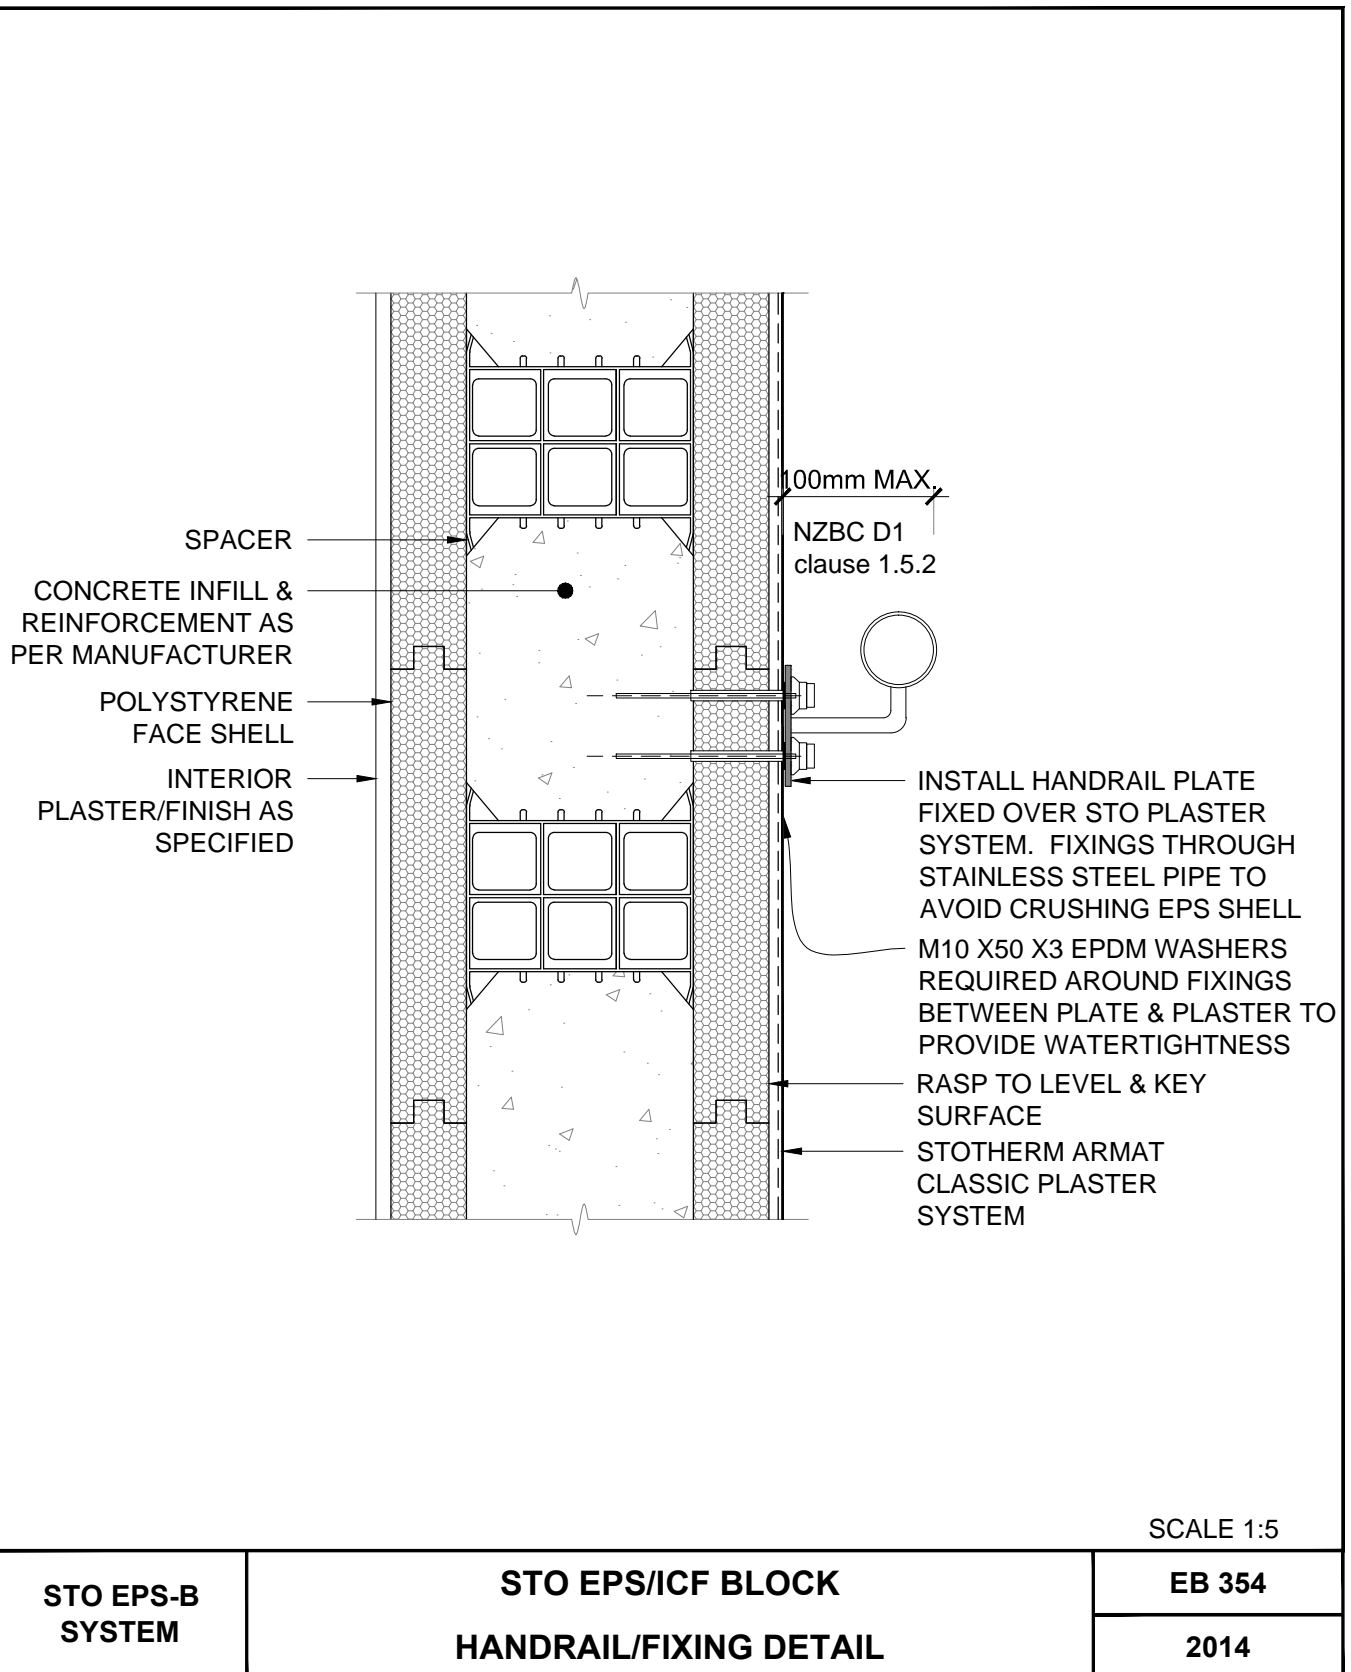 100mm MAX.
NZBC D1
clause 1.5.2
SPACER
CONCRETE INFILL &
REINFORCEMENT AS
PER MANUFACTURER
POLYSTYRENE
FACE SHELL
INTERIOR
PLASTER/FINISH AS
SPECIFIED
INSTALL HANDRAIL PLATE
FIXED OVER STO PLASTER
SYSTEM. FIXINGS THROUGH
STAINLESS STEEL PIPE TO
AVOID CRUSHING EPS SHELL
M10 X50 X3 EPDM WASHERS
REQUIRED AROUND FIXINGS
BETWEEN PLATE & PLASTER TO
PROVIDE WATERTIGHTNESS
RASP TO LEVEL & KEY
SURFACE
STOTHERM ARMAT
CLASSIC PLASTER
SYSTEM
SCALE 1:5
STO EPS-B
SYSTEM
STO EPS/ICF BLOCK
HANDRAIL/FIXING DETAIL
EB 354
2014